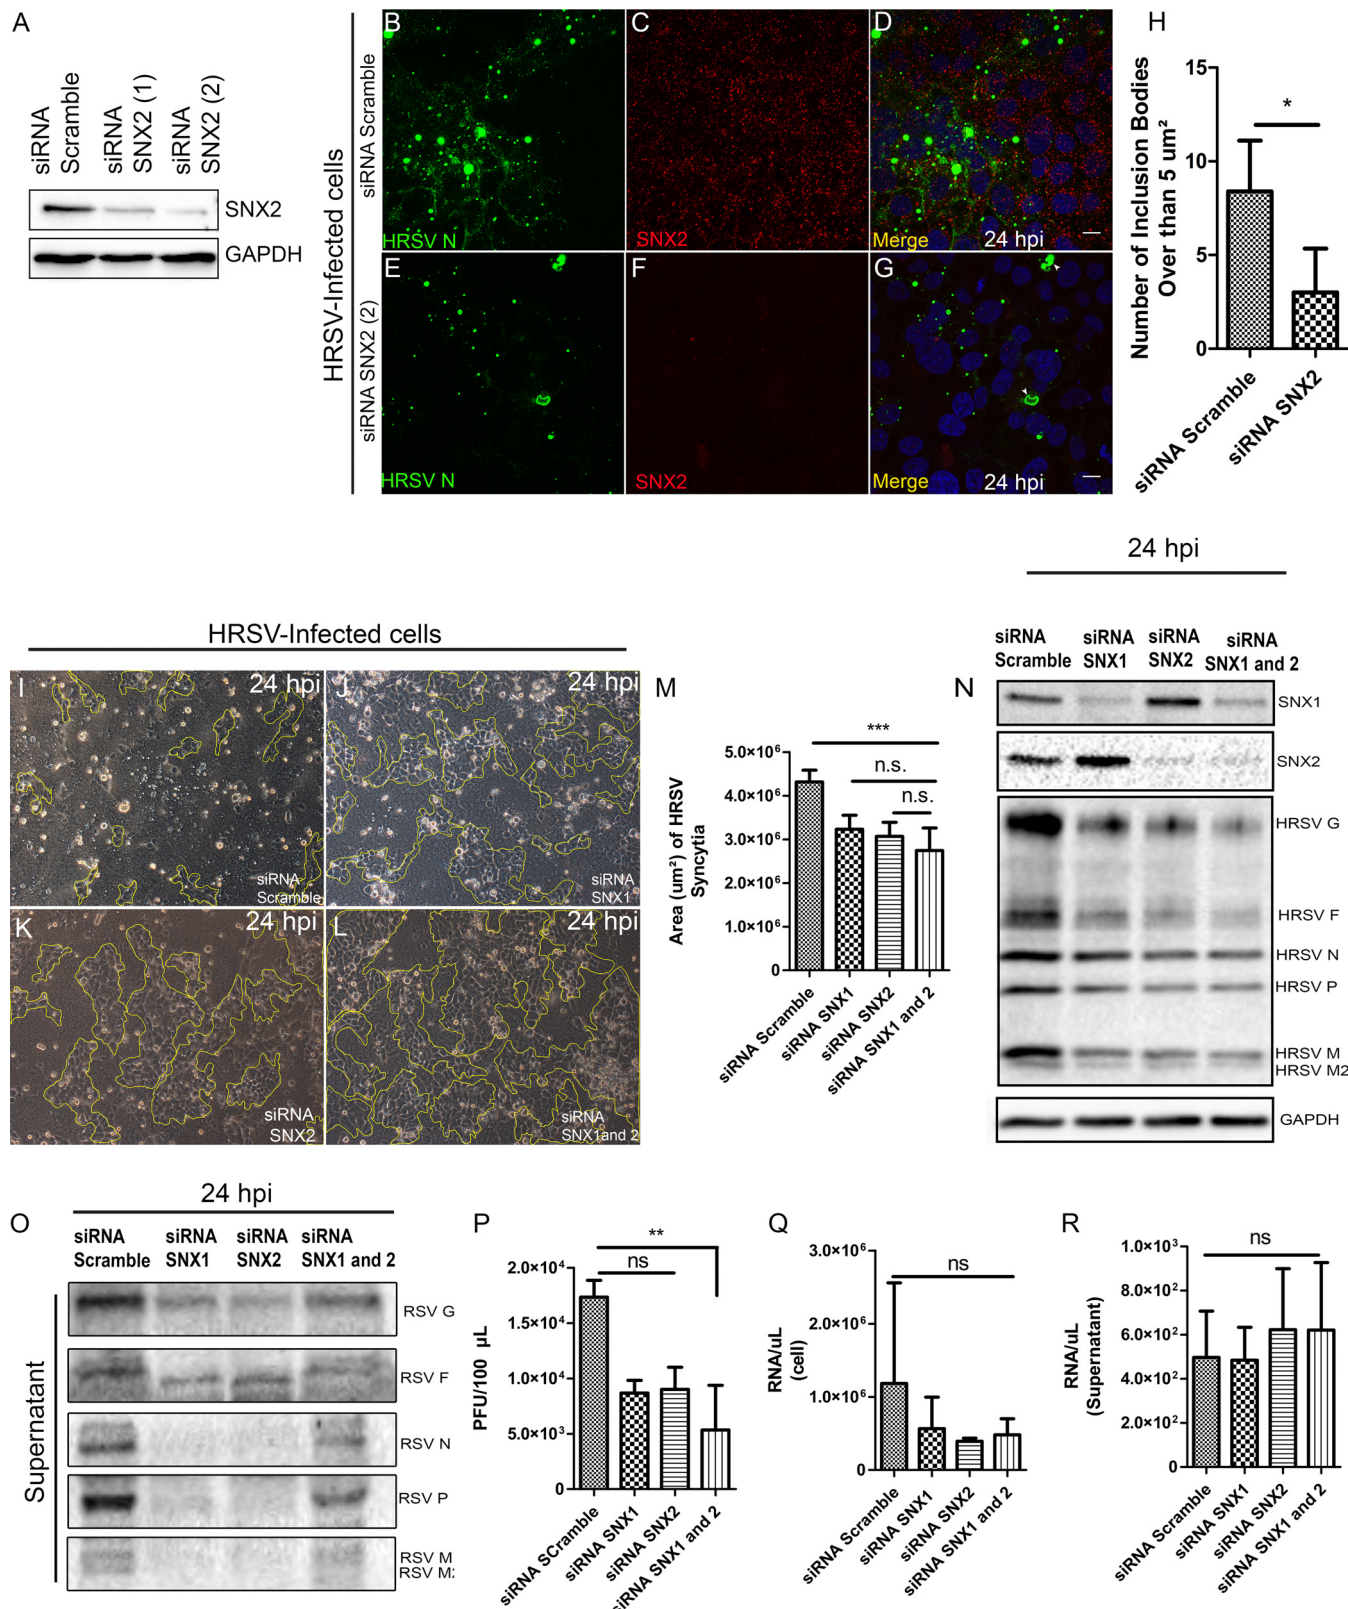 A
siRNA
Scramble
siRNA
SNX2 (1)
siRNA
SNX2 (2)
SNX2
GAPDH
HRSV-Infected cells
siRNA Scramble
siRNA SNX2 (2)
B
HRSV N
C
SNX2
D
Merge
24 hpi
E
HRSV N
F
SNX2
G
Merge
24 hpi
H
Number of Inclusion Bodies
Over than 5 um²
15
10
5
0
*
siRNA Scramble
siRNA SNX2
HRSV-Infected cells
I
24 hpi
siRNA
Scramble
J
24 hpi
siRNA
SNX1
K
24 hpi
siRNA
SNX2
L
24 hpi
siRNA
SNX1and 2
M
Area (um²) of HRSV
Syncytia
5.0×10⁶
4.0×10⁶
3.0×10⁶
2.0×10⁶
1.0×10⁶
0
***
n.s.
n.s.
siRNA Scramble
siRNA SNX1
siRNA SNX2
siRNA SNX1 and 2
24 hpi
N
siRNA
Scramble
siRNA
SNX1
siRNA
SNX2
siRNA
SNX1 and 2
SNX1
SNX2
HRSV G
HRSV F
HRSV N
HRSV P
HRSV M
HRSV M2
GAPDH
O
24 hpi
siRNA
Scramble
siRNA
SNX1
siRNA
SNX2
siRNA
SNX1 and 2
Supernatant
RSV G
RSV F
RSV N
RSV P
RSV M
RSV M2
P
PFU/100 µL
2.0×10⁴
1.5×10⁴
1.0×10⁴
5.0×10³
0
**
ns
siRNA SCramble
siRNA SNX1
siRNA SNX2
siRNA SNX1 and 2
Q
RNA/uL
(cell)
3.0×10⁶
2.0×10⁶
1.0×10⁶
0
ns
siRNA Scramble
siRNA SNX1
siRNA SNX2
siRNA SNX1 and 2
R
RNA/uL
(Supernatant)
1.0×10³
8.0×10²
6.0×10²
4.0×10²
2.0×10²
0
ns
siRNA Scramble
siRNA SNX1
siRNA SNX2
siRNA SNX1 and 2